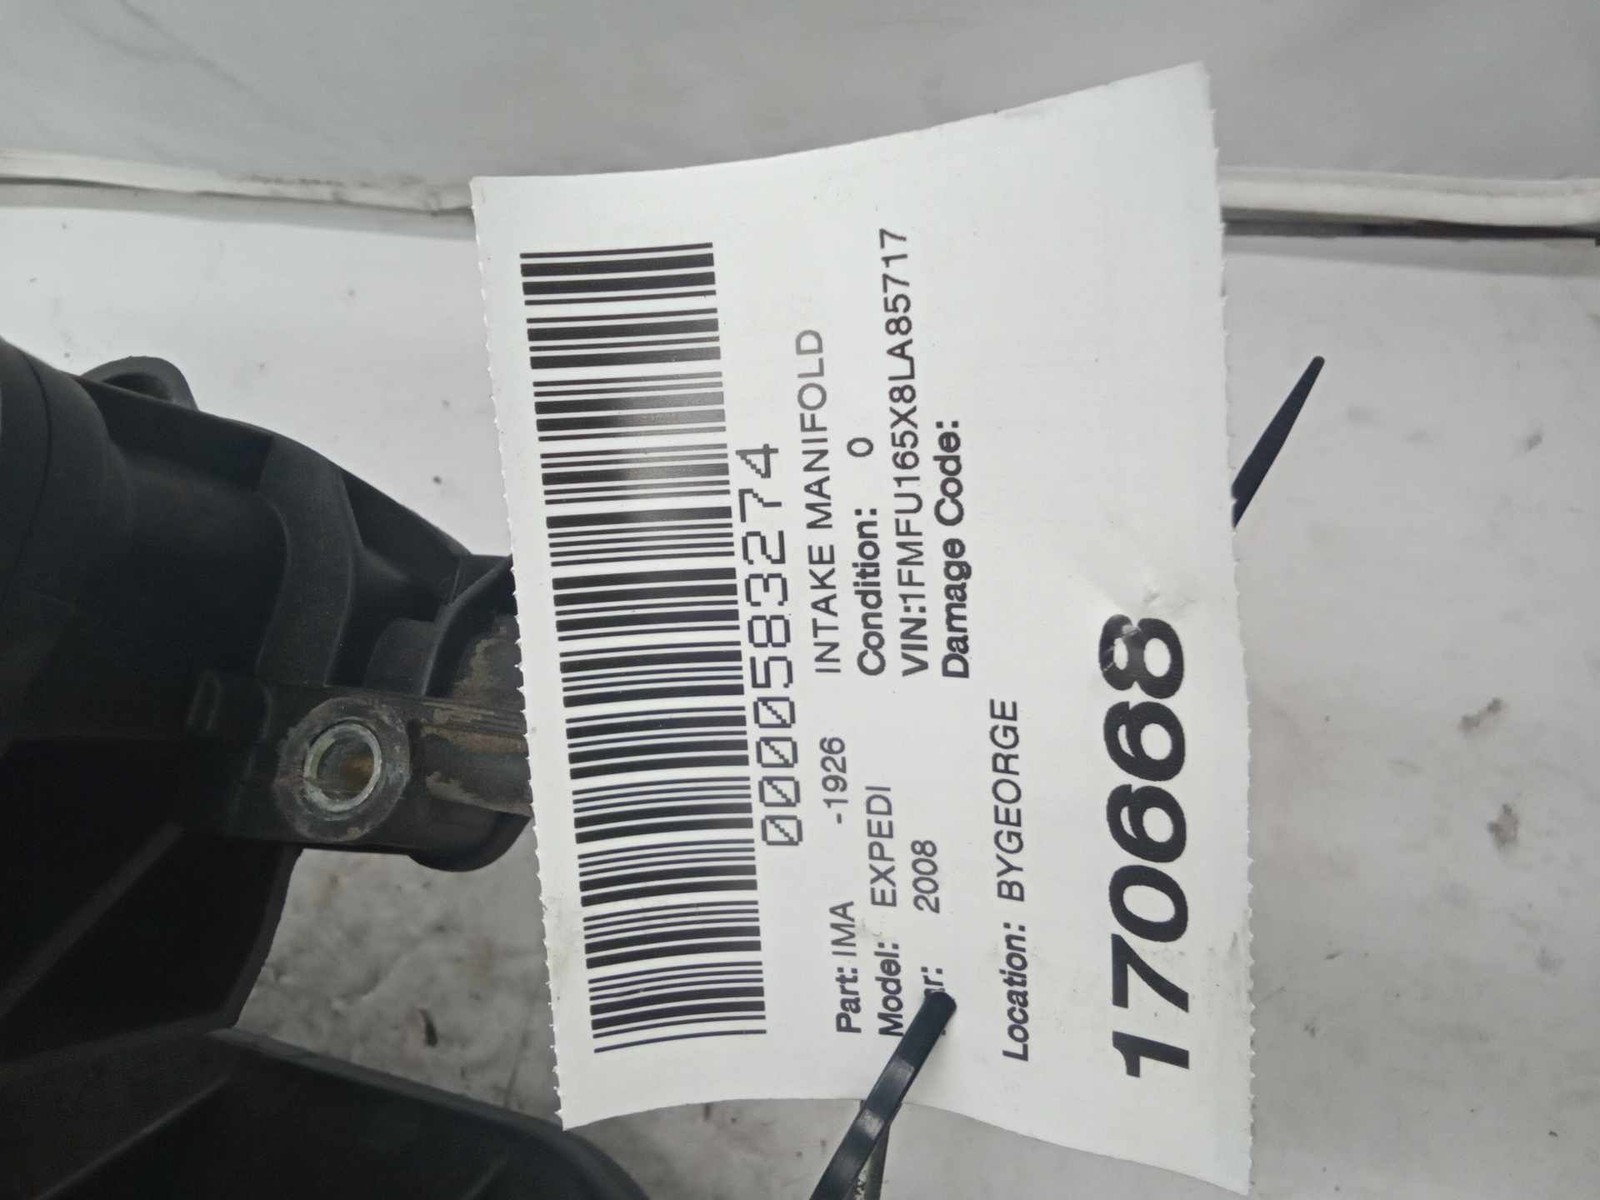 0000583274
Part: IMA -1926 INTAKE MANIFOLD
Model: EXPEDI Condition: 0
2008 VIN:1FMFU165X8LA85717
Damage Code:
Location: BYGEORGE
170668